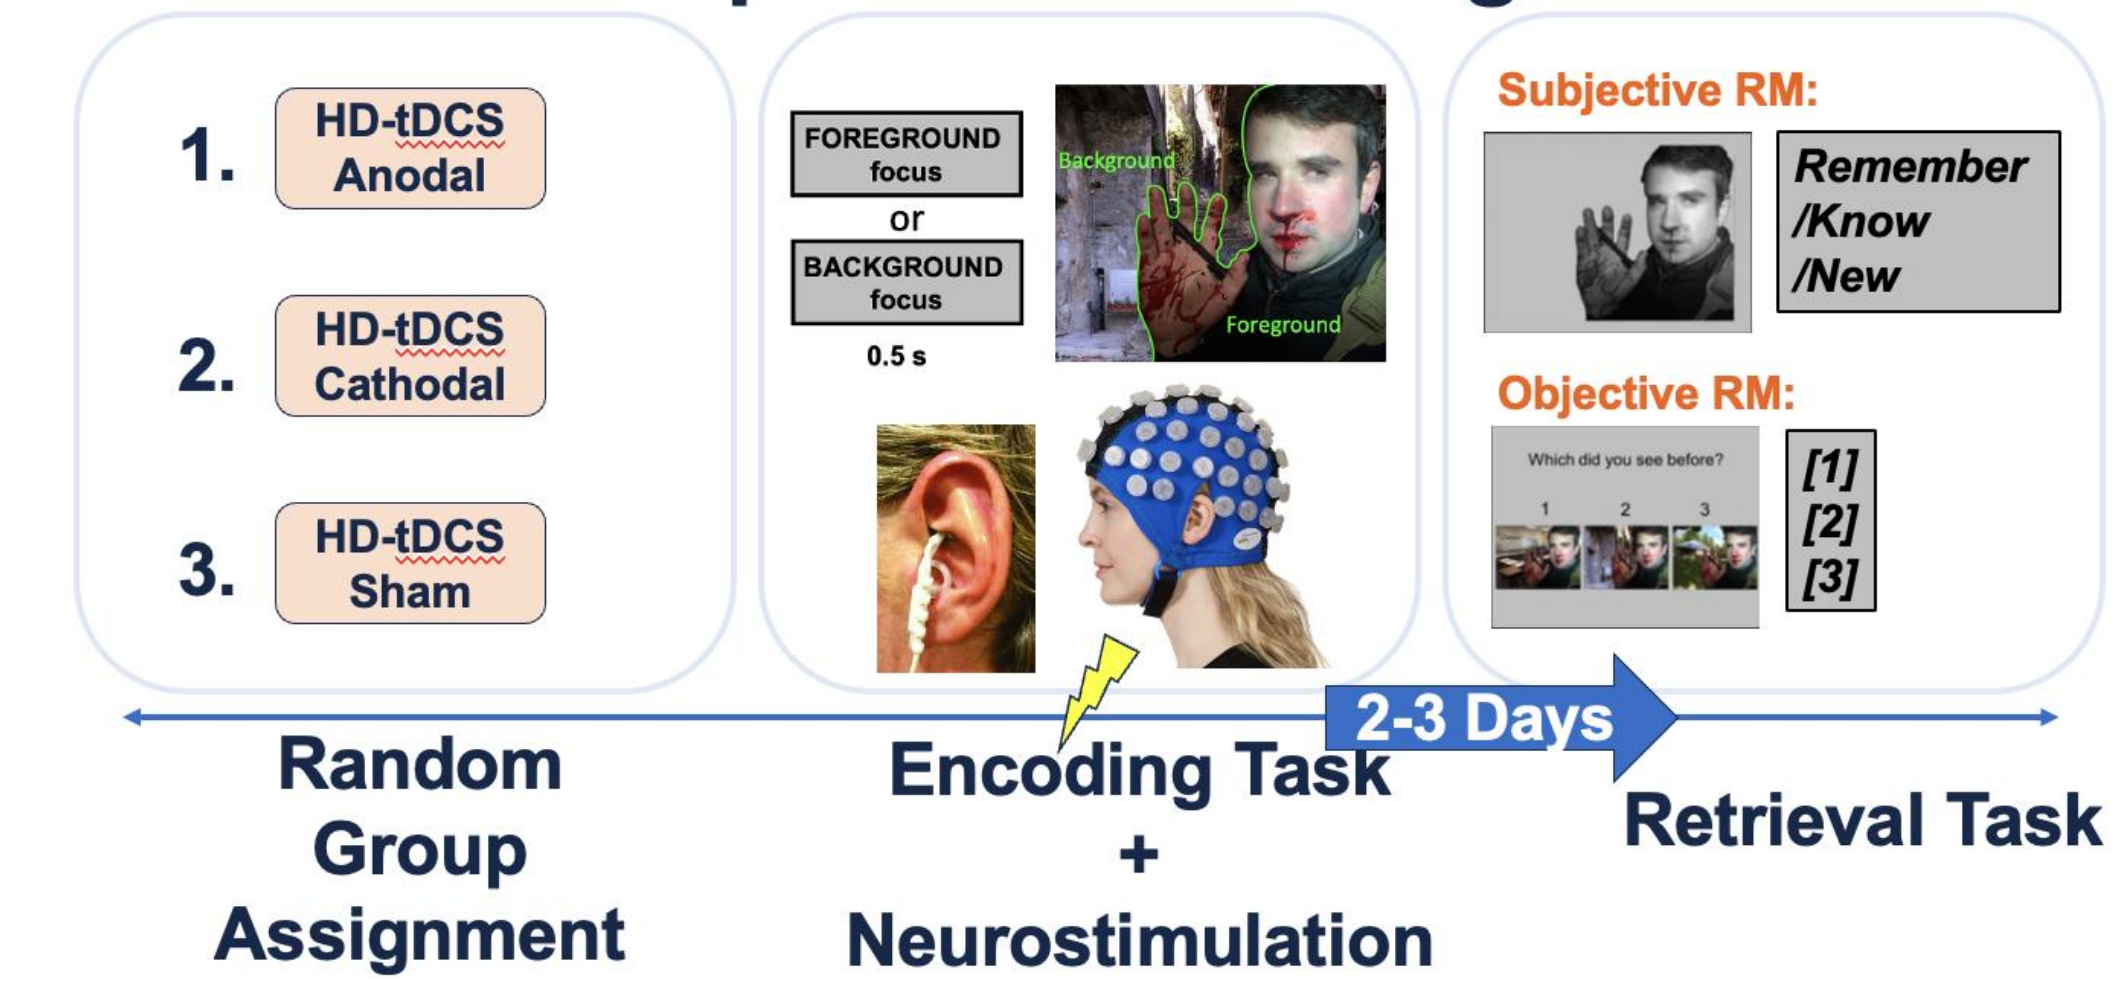 1.
HD-tDCS
Anodal
2.
HD-tDCS
Cathodal
3.
HD-tDCS
Sham
FOREGROUND
focus
or
BACKGROUND
focus
0.5 s
Background
Foreground
Subjective RM:
Remember
/Know
/New
Objective RM:
Which did you see before?
1 2 3
[1]
[2]
[3]
2-3 Days
Random
Group
Assignment
Encoding Task
+
Neurostimulation
Retrieval Task